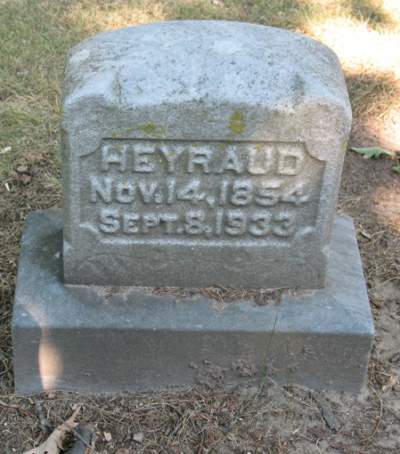 HEYRAUD
NOV. 14, 1854
SEPT. 8, 1933